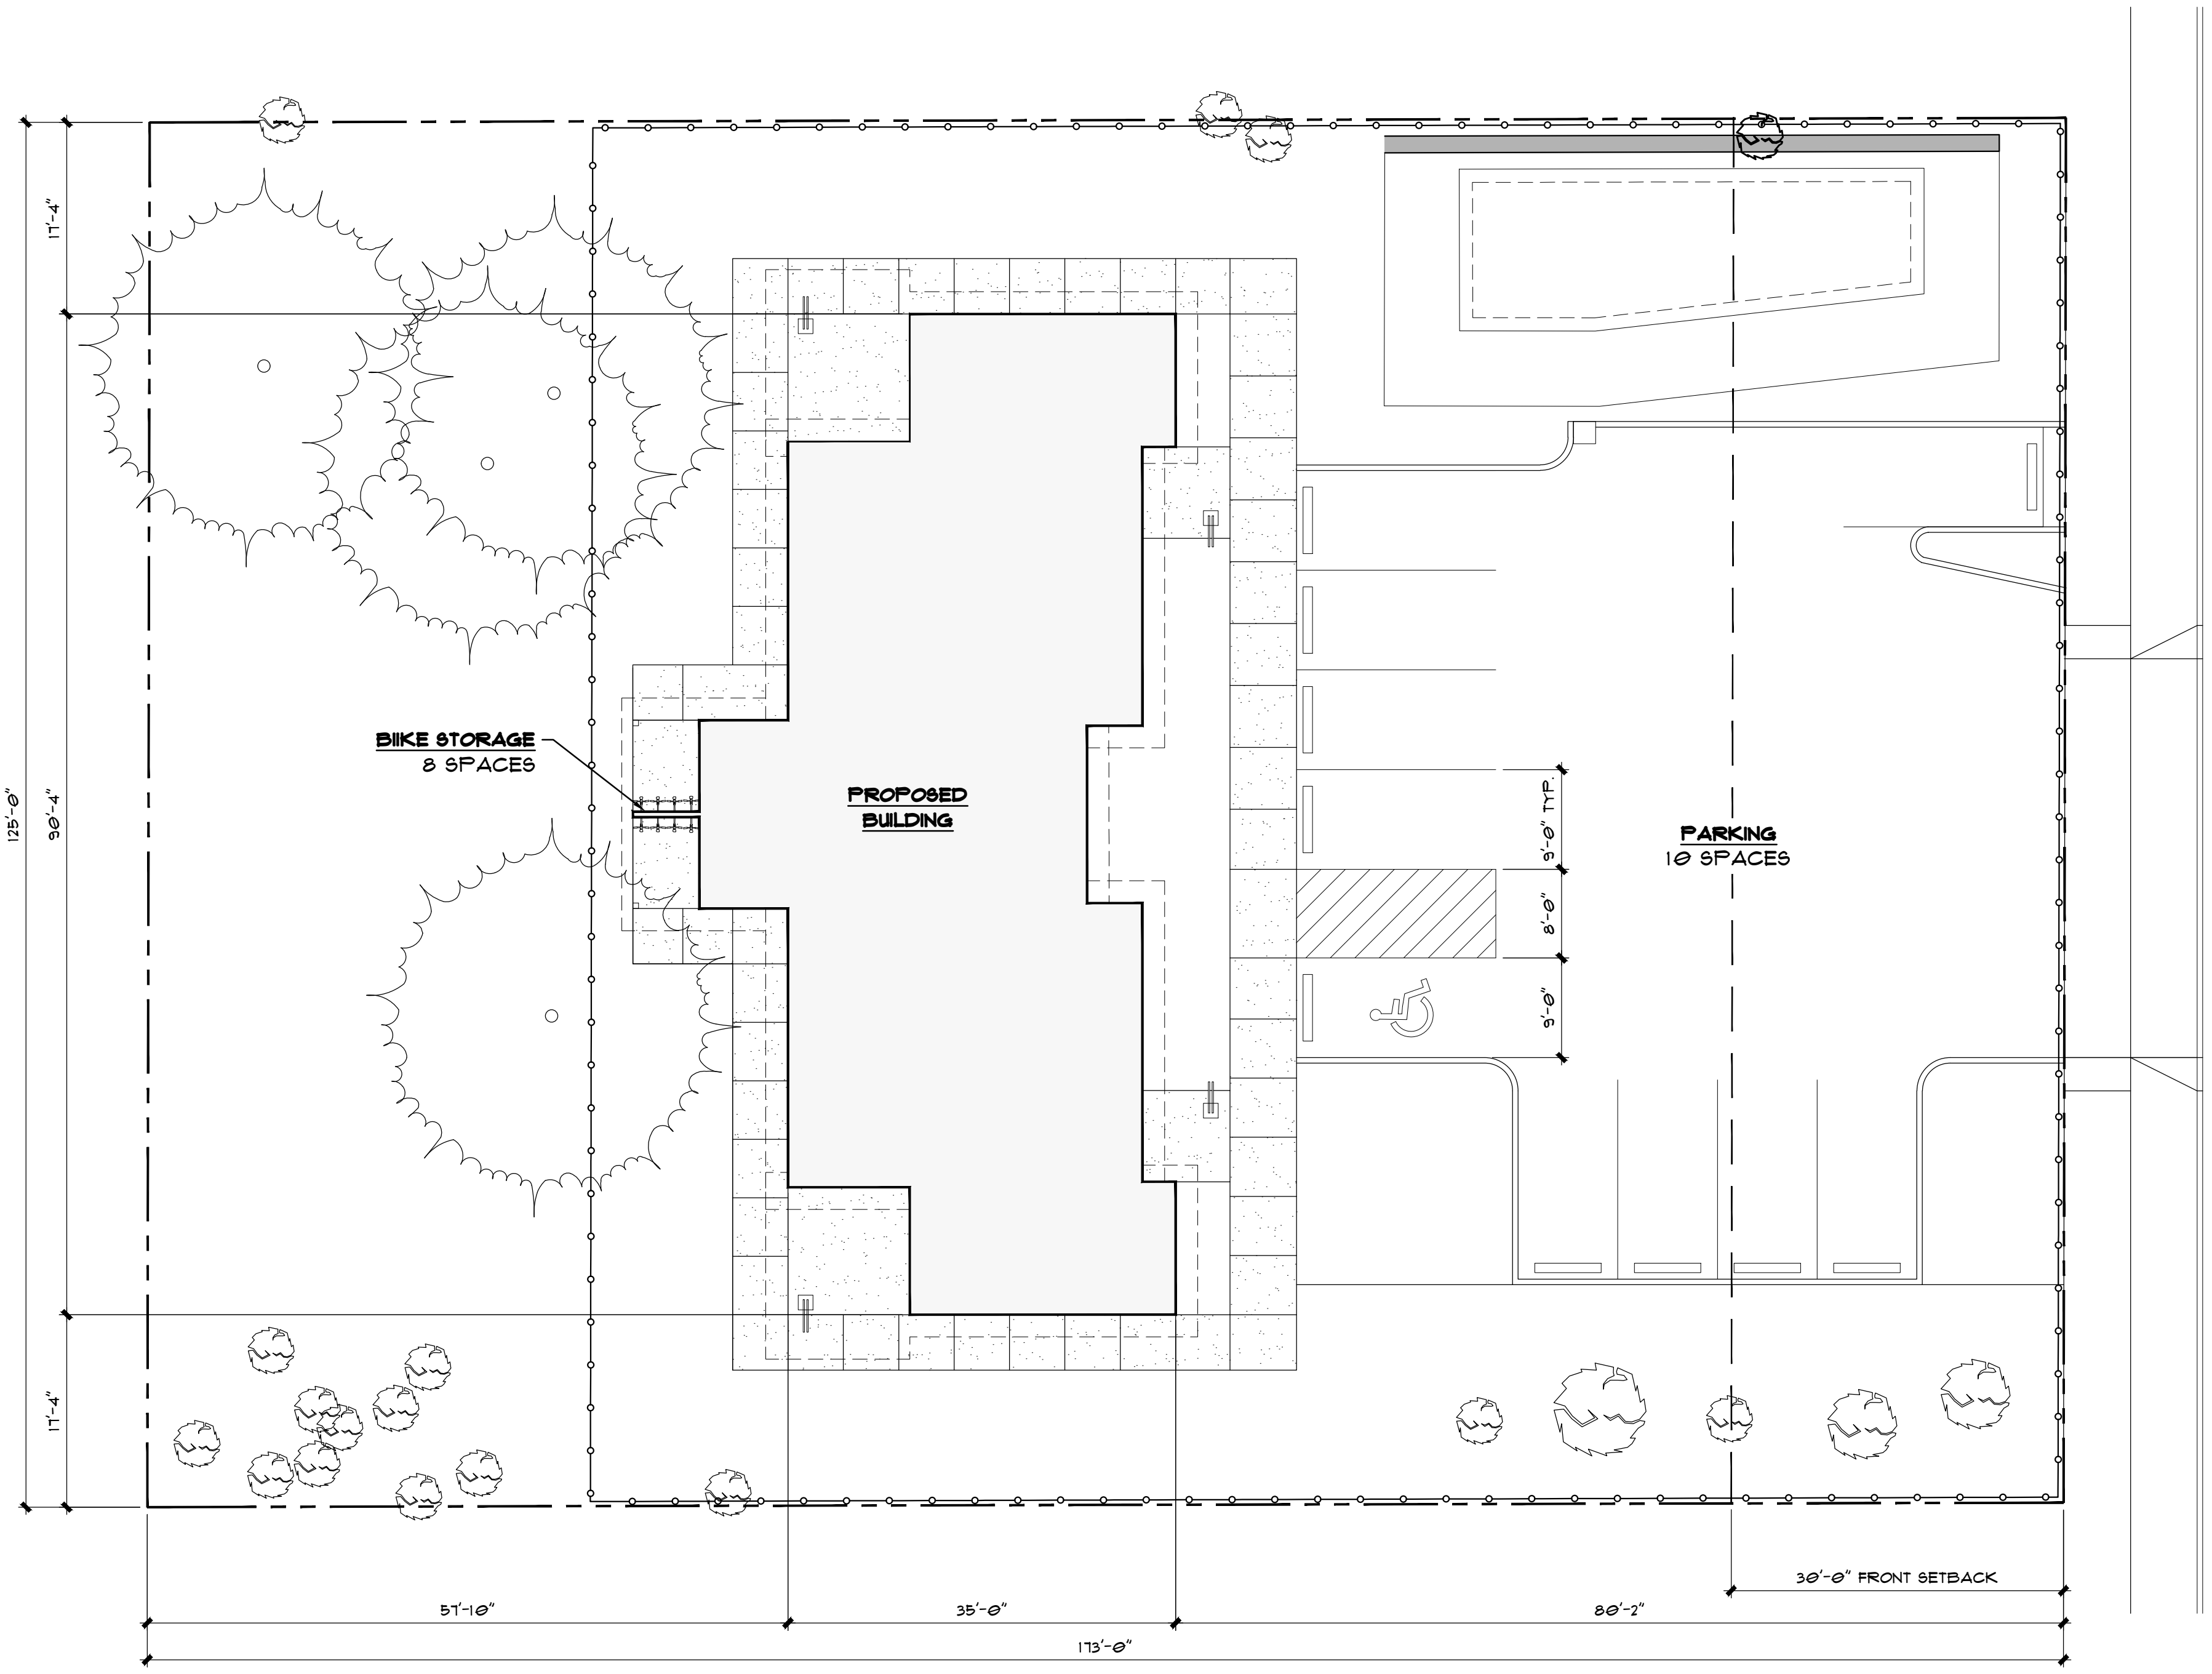 17'-4"
125'-0"
90'-4"
17'-4"
BIIKE STORAGE
8 SPACES
PROPOSED
BUILDING
9'-0" TYP.
8'-0"
9'-0"
PARKING
10 SPACES
30'-0" FRONT SETBACK
57'-10"
35'-0"
80'-2"
173'-0"